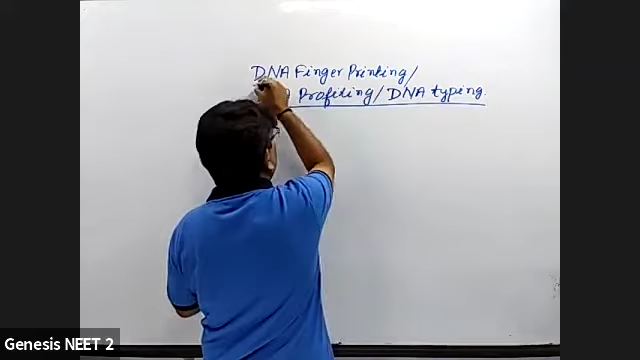 DNA Finger Printing/
Profiling/ DNA typing.
Genesis NEET 2